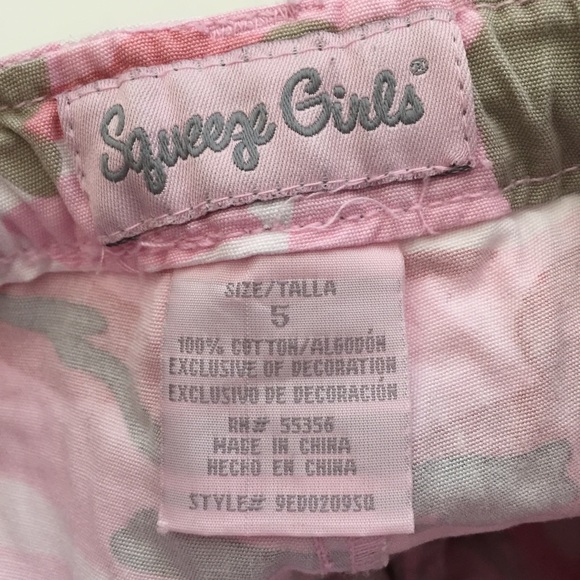 Squeeze Girls®
SIZE/TALLA
5
100% COTTON/ALGODÓN
EXCLUSIVE OF DECORATION
EXCLUSIVO DE DECORACIÓN
RN# 55356
MADE IN CHINA
HECHO EN CHINA
STYLE# 9ED0209SQ